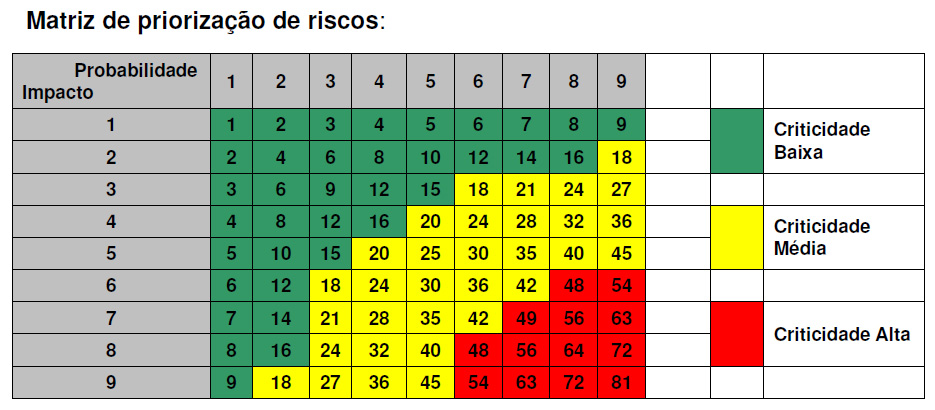 Matriz de priorização de riscos:
Probabilidade
Impacto
1 2 3 4 5 6 7 8 9
1 1 2 3 4 5 6 7 8 9
2 2 4 6 8 10 12 14 16 18
3 3 6 9 12 15 18 21 24 27
4 4 8 12 16 20 24 28 32 36
5 5 10 15 20 25 30 35 40 45
6 6 12 18 24 30 36 42 48 54
7 7 14 21 28 35 42 49 56 63
8 8 16 24 32 40 48 56 64 72
9 9 18 27 36 45 54 63 72 81
Criticidade
Baixa
Criticidade
Média
Criticidade Alta